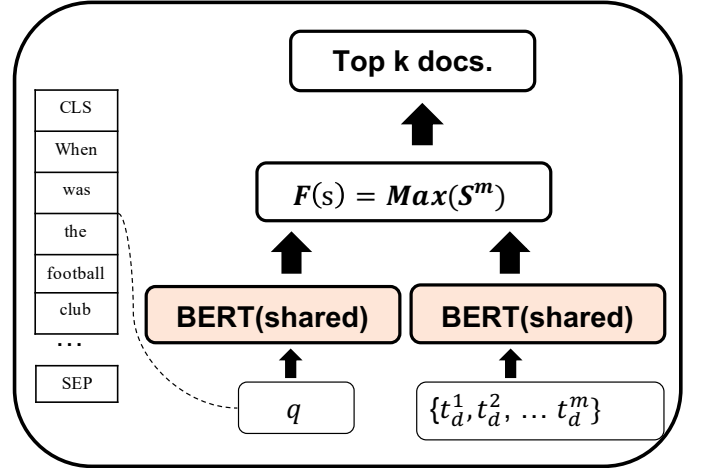 Top k docs.
F(s) = Max(S^m)
BERT(shared)
BERT(shared)
q
{t_d^1, t_d^2, … t_d^m}
CLS
When
was
the
football
club
…
SEP